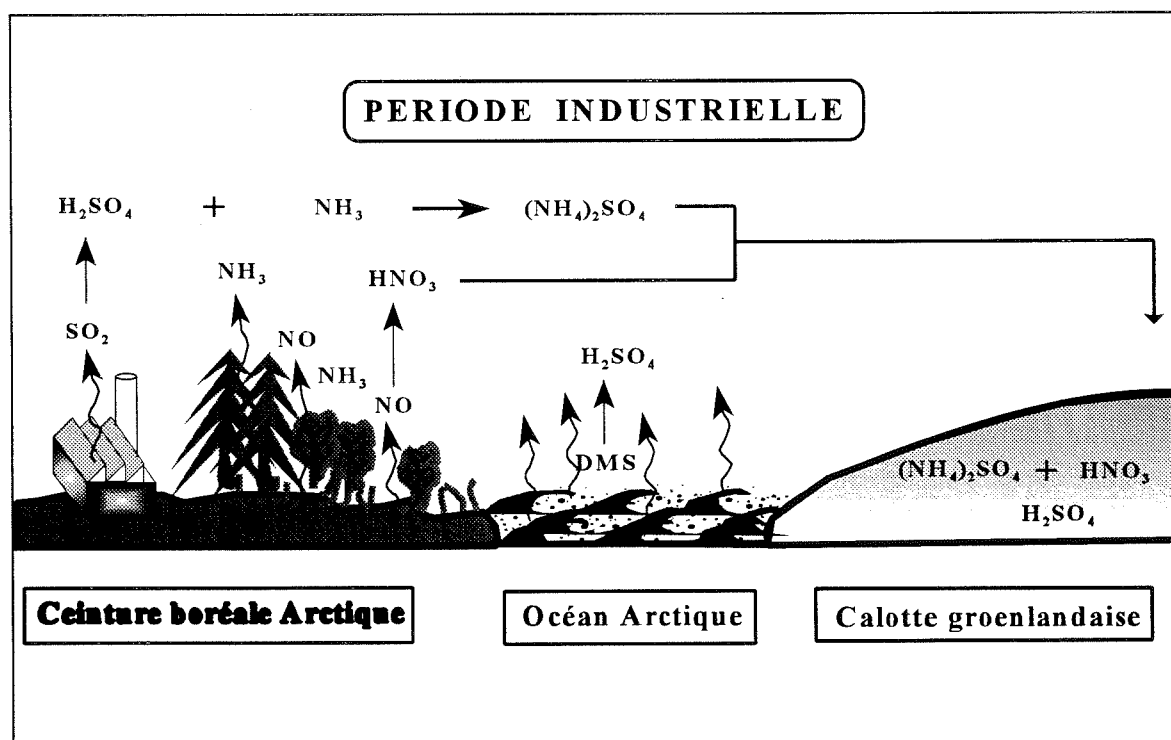 PERIODE INDUSTRIELLE
H₂SO₄ + NH₃ → (NH₄)₂SO₄
NH₃
HNO₃
SO₂
NO
H₂SO₄
NH₃
NO
DMS
(NH₄)₂SO₄ + HNO₃
H₂SO₄
Ceinture boréale Arctique
Océan Arctique
Calotte groenlandaise